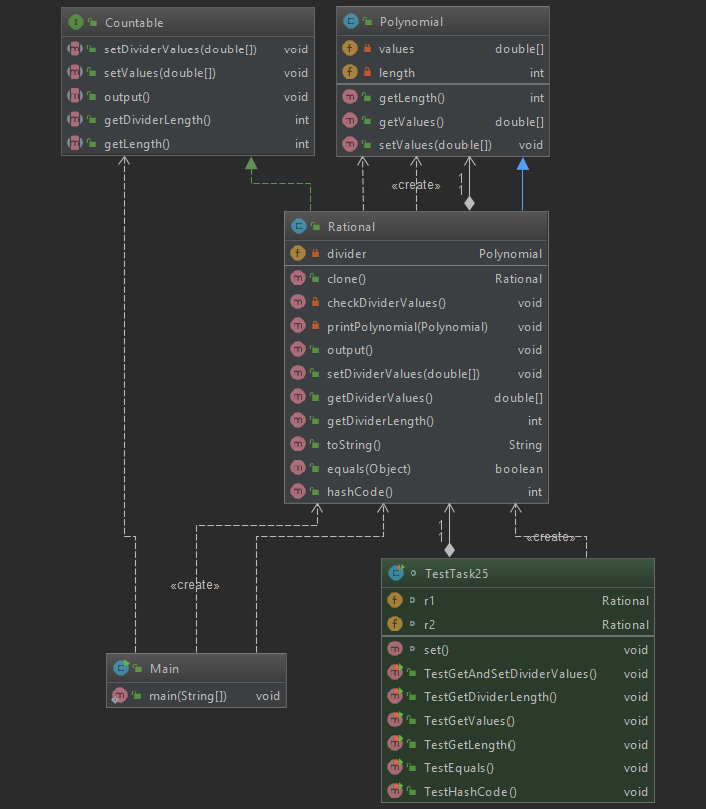 Countable
setDividerValues(double[]) void
setValues(double[]) void
output() void
getDividerLength() int
getLength() int
Polynomial
values double[]
length int
getLength() int
getValues() double[]
setValues(double[]) void
«create»
1
1
Rational
divider Polynomial
clone() Rational
checkDividerValues() void
printPolynomial(Polynomial) void
output() void
setDividerValues(double[]) void
getDividerValues() double[]
getDividerLength() int
toString() String
equals(Object) boolean
hashCode() int
1
1
«create»
«create»
TestTask25
r1 Rational
r2 Rational
set() void
TestGetAndSetDividerValues() void
TestGetDividerLength() void
TestGetValues() void
TestGetLength() void
TestEquals() void
TestHashCode() void
Main
main(String[]) void